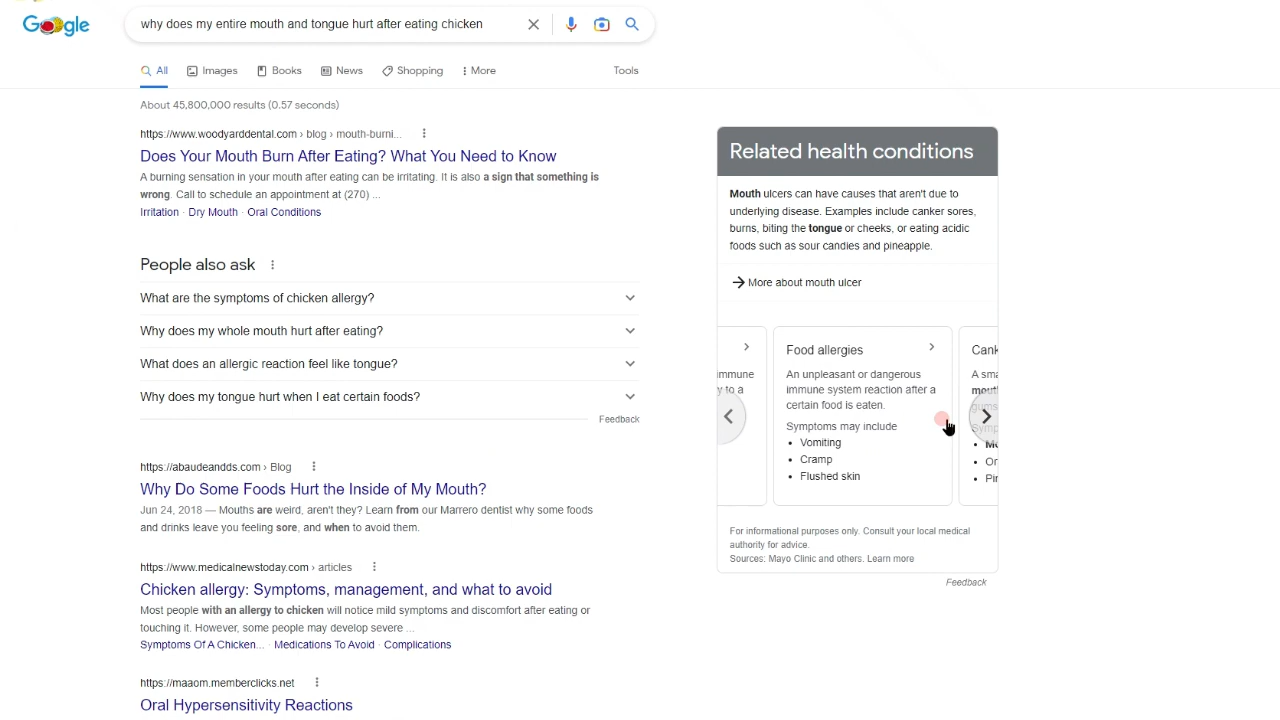 Google
why does my entire mouth and tongue hurt after eating chicken
All
Images
Books
News
Shopping
More
Tools
About 45,800,000 results (0.57 seconds)
https://www.woodyarddental.com › blog › mouth-burni...
Does Your Mouth Burn After Eating? What You Need to Know
A burning sensation in your mouth after eating can be irritating. It is also a sign that something is
wrong. Call to schedule an appointment at (270) ...
Irritation · Dry Mouth · Oral Conditions
People also ask
What are the symptoms of chicken allergy?
Why does my whole mouth hurt after eating?
What does an allergic reaction feel like tongue?
Why does my tongue hurt when I eat certain foods?
Feedback
https://abaudeandds.com › Blog
Why Do Some Foods Hurt the Inside of My Mouth?
Jun 24, 2018 — Mouths are weird, aren't they? Learn from our Marrero dentist why some foods
and drinks leave you feeling sore, and when to avoid them.
https://www.medicalnewstoday.com › articles
Chicken allergy: Symptoms, management, and what to avoid
Most people with an allergy to chicken will notice mild symptoms and discomfort after eating or
touching it. However, some people may develop severe ...
Symptoms Of A Chicken... · Medications To Avoid · Complications
https://maaom.memberclicks.net
Oral Hypersensitivity Reactions
Related health conditions
Mouth ulcers can have causes that aren't due to
underlying disease. Examples include canker sores,
burns, biting the tongue or cheeks, or eating acidic
foods such as sour candies and pineapple.
More about mouth ulcer
immune
y to a
Food allergies
An unpleasant or dangerous
immune system reaction after a
certain food is eaten.
Symptoms may include
• Vomiting
• Cramp
• Flushed skin
Cank
A sma
mout
gums
Symp
• Mo
• Or
• Pin
For informational purposes only. Consult your local medical
authority for advice.
Sources: Mayo Clinic and others. Learn more
Feedback